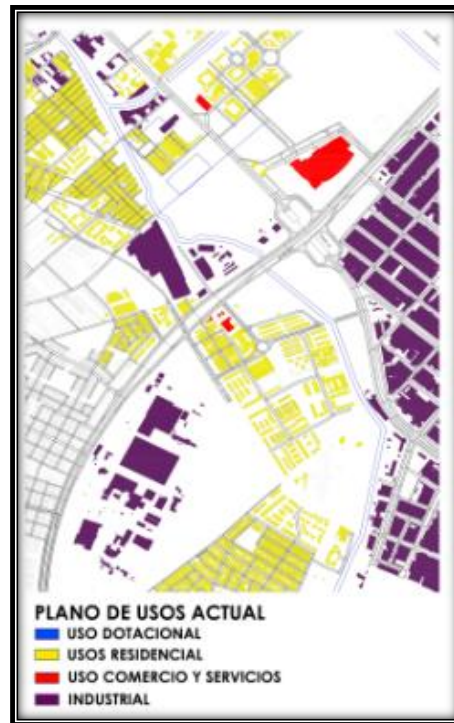 PLANO DE USOS ACTUAL
USO DOTACIONAL
USOS RESIDENCIAL
USO COMERCIO Y SERVICIOS
INDUSTRIAL